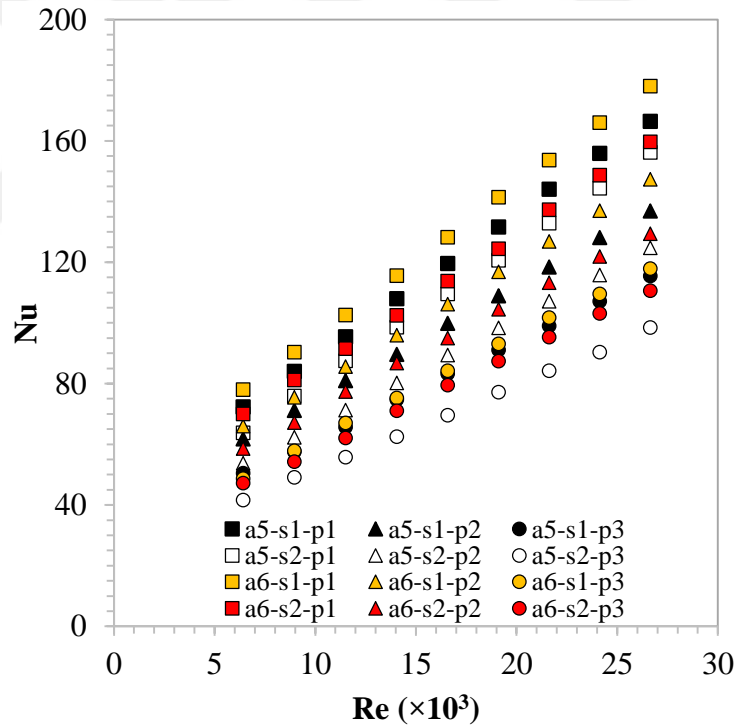 200
160
120
80
40
0
Nu
a5-s1-p1 a5-s1-p2 a5-s1-p3
a5-s2-p1 a5-s2-p2 a5-s2-p3
a6-s1-p1 a6-s1-p2 a6-s1-p3
a6-s2-p1 a6-s2-p2 a6-s2-p3
0 5 10 15 20 25 30
Re (×10³)